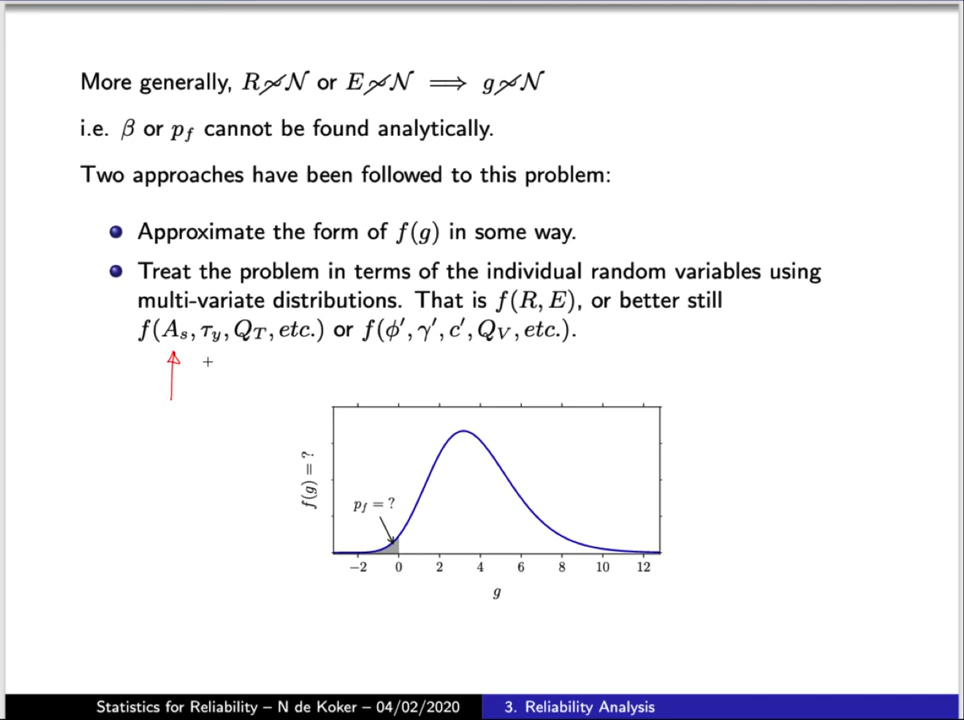 More generally, R≁N or E≁N ⟹ g≁N
i.e. β or p_f cannot be found analytically.
Two approaches have been followed to this problem:
Approximate the form of f(g) in some way.
Treat the problem in terms of the individual random variables using
multi-variate distributions. That is f(R, E), or better still
f(A_s, τ_y, Q_T, etc.) or f(ϕ′, γ′, c′, Q_V, etc.).
f(g) = ?
p_f = ?
−2 0 2 4 6 8 10 12
g
Statistics for Reliability – N de Koker – 04/02/2020 3. Reliability Analysis